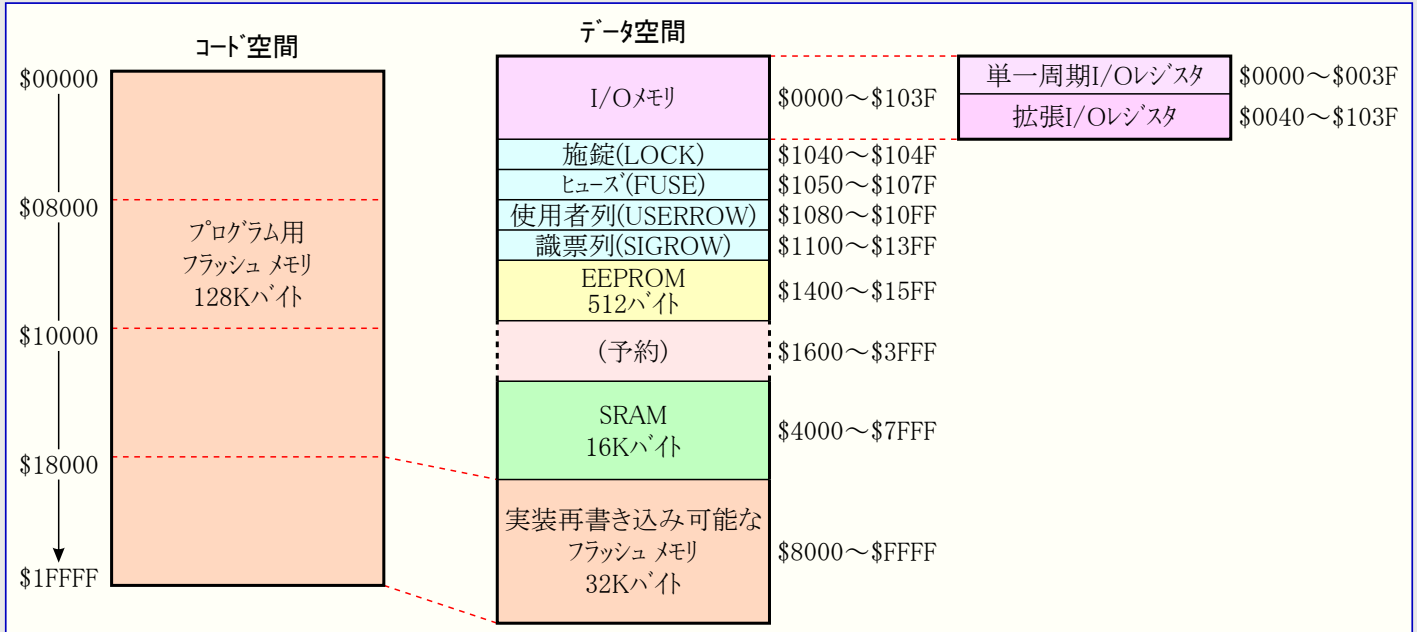 コード空間
$00000
$08000
$10000
$18000
$1FFFF
プログラム用
フラッシュ メモリ
128Kバイト
データ空間
I/Oメモリ
$0000～$103F
施錠(LOCK)
$1040～$104F
ヒューズ(FUSE)
$1050～$107F
使用者列(USERROW)
$1080～$10FF
識票列(SIGROW)
$1100～$13FF
EEPROM
512バイト
$1400～$15FF
(予約)
$1600～$3FFF
SRAM
16Kバイト
$4000～$7FFF
実装再書き込み可能な
フラッシュ メモリ
32Kバイト
$8000～$FFFF
単一周期I/Oレジスタ
$0000～$003F
拡張I/Oレジスタ
$0040～$103F